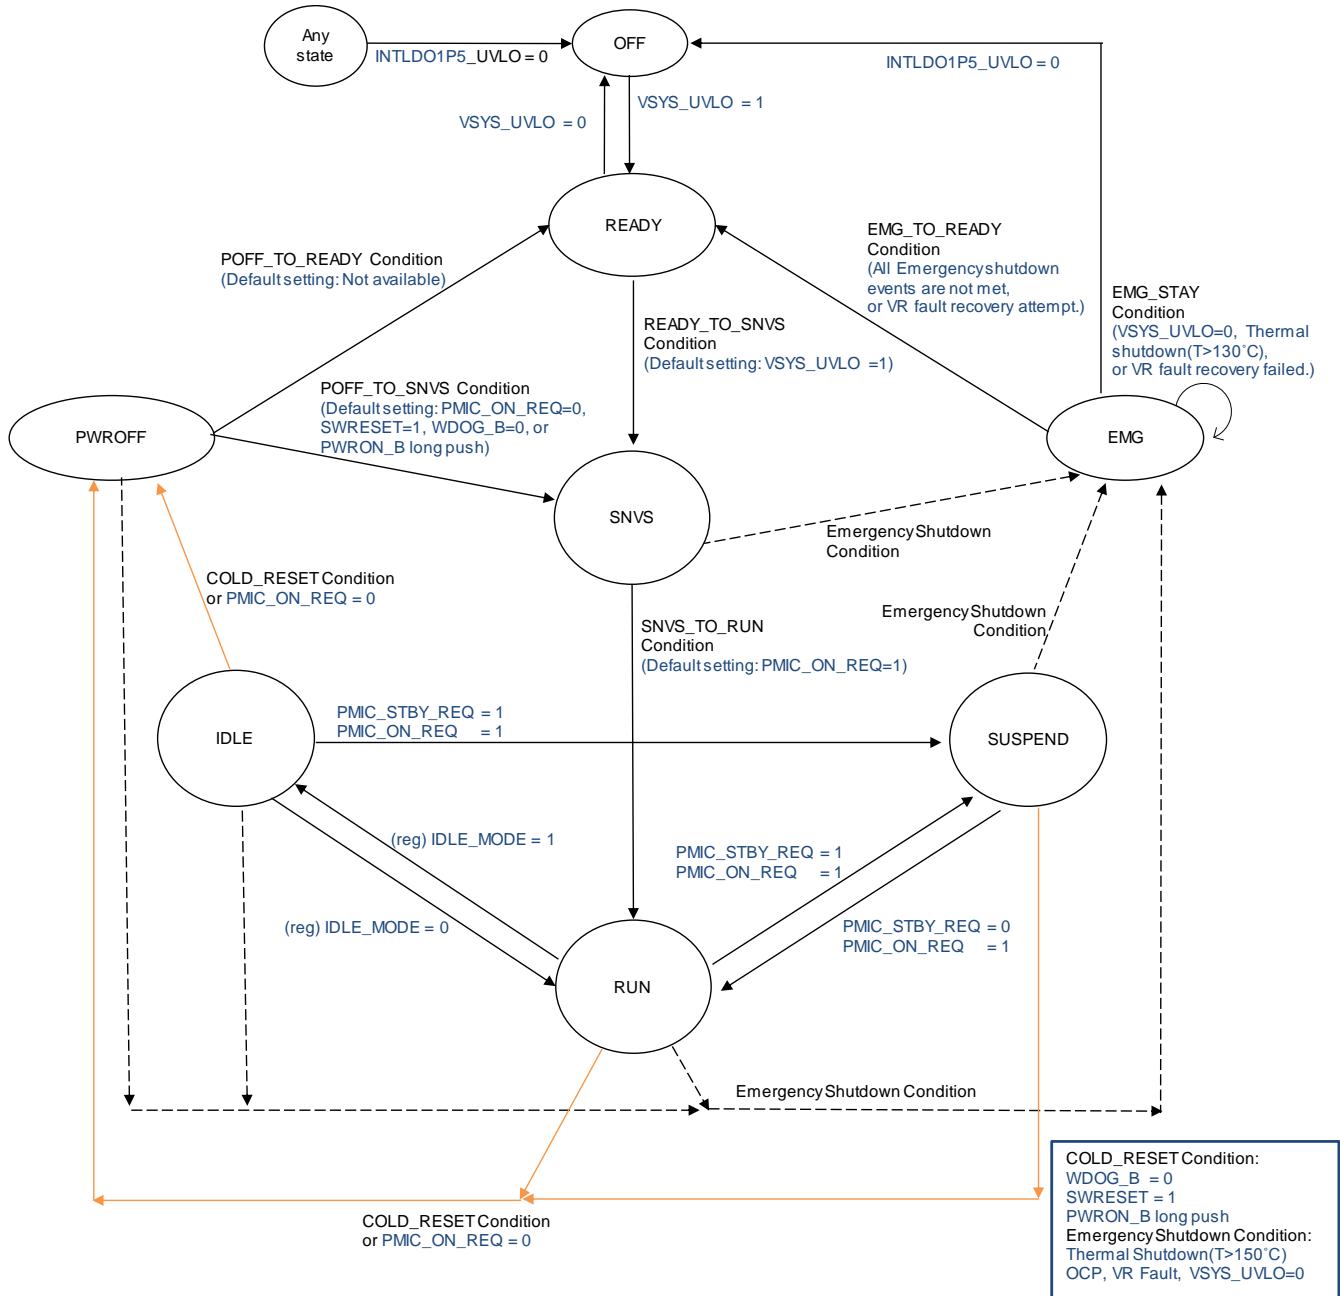 Any
state
OFF
INTLDO1P5_UVLO = 0
INTLDO1P5_UVLO = 0
VSYS_UVLO = 1
VSYS_UVLO = 0
READY
EMG_TO_READY
Condition
(All Emergency shutdown
events are not met,
or VR fault recovery attempt.)
POFF_TO_READY Condition
(Default setting: Not available)
EMG_STAY
Condition
(VSYS_UVLO=0, Thermal
shutdown(T>130°C),
or VR fault recovery failed.)
READY_TO_SNVS
Condition
(Default setting: VSYS_UVLO =1)
POFF_TO_SNVS Condition
(Default setting: PMIC_ON_REQ=0,
SWRESET=1, WDOG_B=0, or
PWRON_B long push)
PWROFF
EMG
SNVS
Emergency Shutdown
Condition
COLD_RESET Condition
or PMIC_ON_REQ = 0
Emergency Shutdown
Condition
SNVS_TO_RUN
Condition
(Default setting: PMIC_ON_REQ=1)
IDLE
PMIC_STBY_REQ = 1
PMIC_ON_REQ = 1
SUSPEND
(reg) IDLE_MODE = 1
PMIC_STBY_REQ = 1
PMIC_ON_REQ = 1
(reg) IDLE_MODE = 0
PMIC_STBY_REQ = 0
PMIC_ON_REQ = 1
RUN
Emergency Shutdown Condition
COLD_RESET Condition
or PMIC_ON_REQ = 0
COLD_RESET Condition:
WDOG_B = 0
SWRESET = 1
PWRON_B long push
Emergency Shutdown Condition:
Thermal Shutdown(T>150°C)
OCP, VR Fault, VSYS_UVLO=0